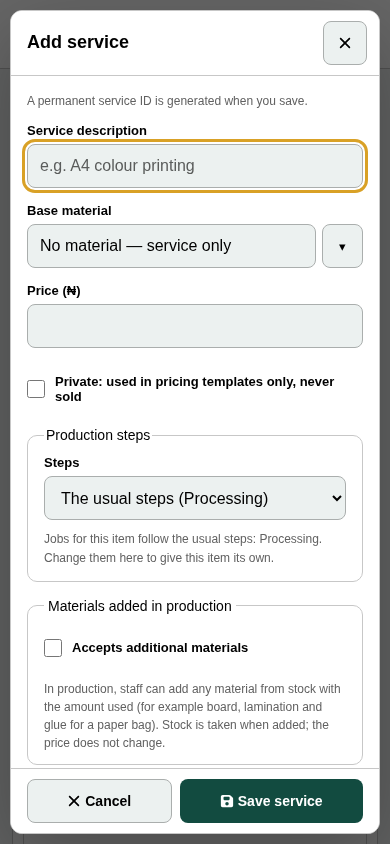 Add service
A permanent service ID is generated when you save.
Service description
e.g. A4 colour printing
Base material
No material — service only
Price (₦)
Private: used in pricing templates only, never
sold
Production steps
Steps
The usual steps (Processing)
Jobs for this item follow the usual steps: Processing.
Change them here to give this item its own.
Materials added in production
Accepts additional materials
In production, staff can add any material from stock with
the amount used (for example board, lamination and
glue for a paper bag). Stock is taken when added; the
price does not change.
Cancel
Save service